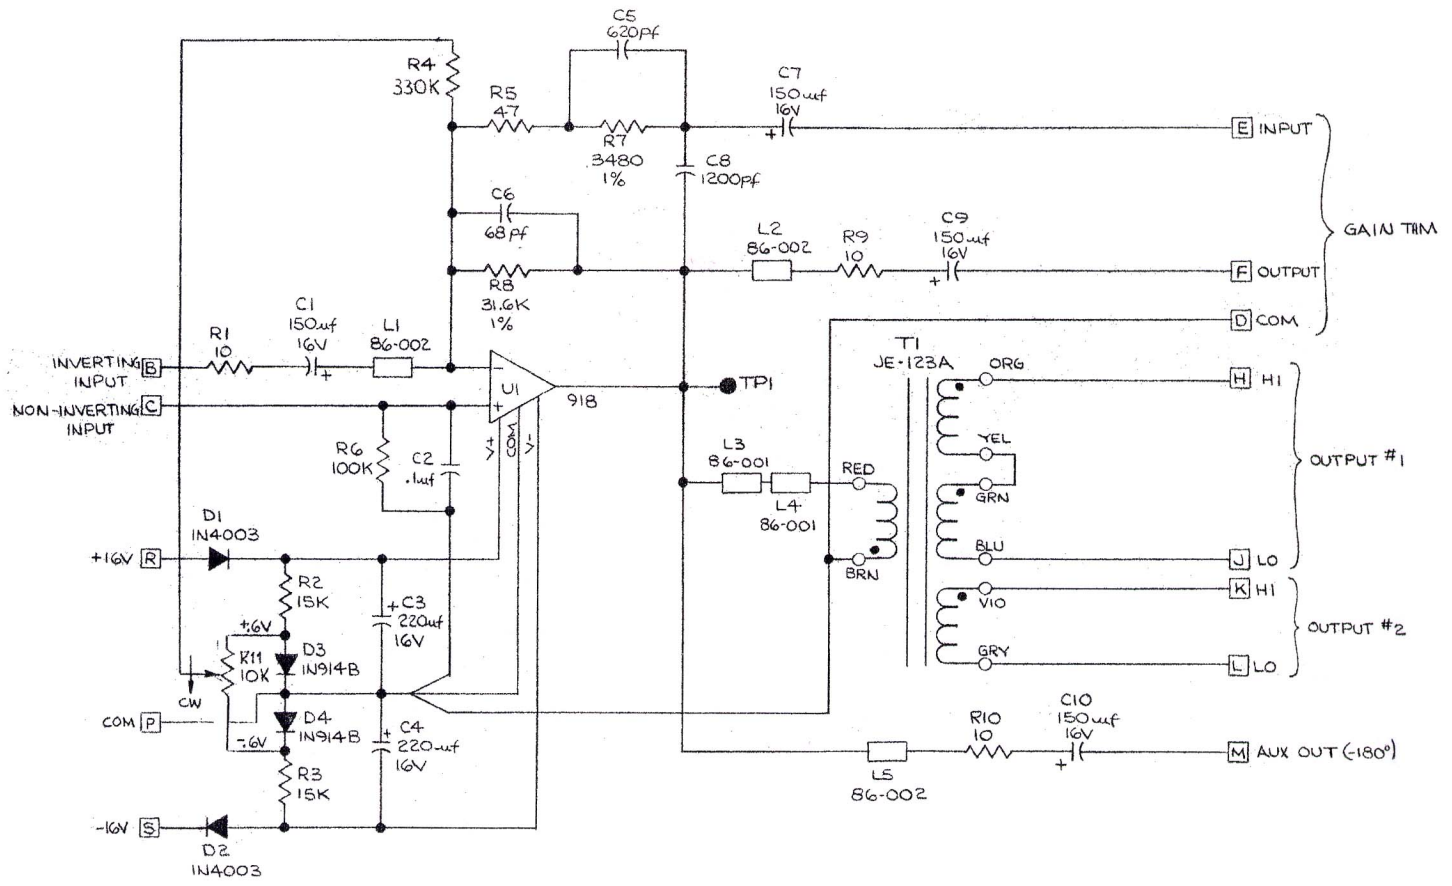 C5
620pf
R4
330K
R5
47
R7
3480
1%
C7
150uf
16V
+
E INPUT
C8
1200pf
C6
68pf
R8
31.6K
1%
L2
86-002
R9
10
C9
150uf
16V
+
F OUTPUT
D COM
GAIN TRM
INVERTING
INPUT
B
R1
10
C1
150uf
16V
+
L1
86-002
NON-INVERTING
INPUT
C
-
+
U1
918
V+
COM
V-
TP1
R6
100K
C2
.1uf
T1
JE-123A
ORG
YEL
GRN
BLU
VIO
GRY
RED
BRN
L3
86-001
L4
86-001
H HI
J LO
OUTPUT #1
K HI
L LO
OUTPUT #2
+16V R
D1
1N4003
R2
15K
+ C3
220uf
16V
+.6V
R11
10K
CW
D3
1N914B
COM P
D4
1N914B
-.6V
+ C4
220uf
16V
R3
15K
-16V S
D2
1N4003
L5
86-002
R10
10
C10
150uf
16V
+
M AUX OUT (-180°)